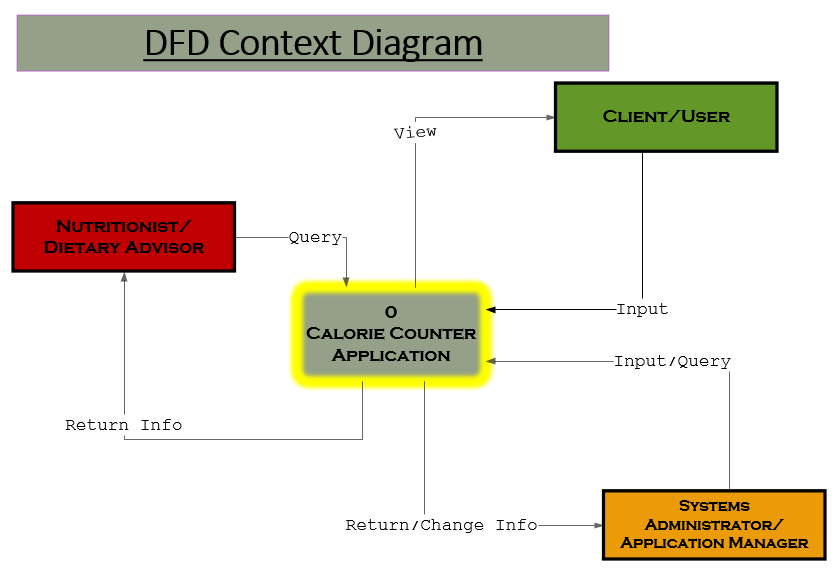 DFD Context Diagram
Client/User
View
Nutritionist/
Dietary Advisor
Query
0
Calorie Counter
Application
Input
Input/Query
Return Info
Return/Change Info
Systems
Administrator/
Application Manager